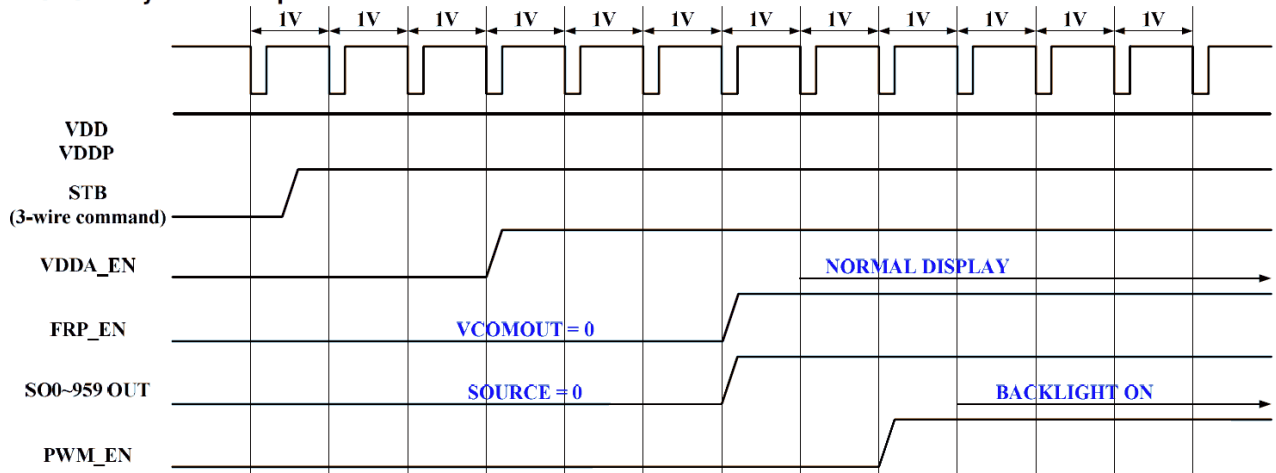 1V 1V 1V 1V 1V 1V 1V 1V 1V 1V 1V 1V
VDD
VDDP
STB
(3-wire command)
VDDA_EN
NORMAL DISPLAY
FRP_EN
VCOMOUT = 0
SO0~959 OUT
SOURCE = 0
BACKLIGHT ON
PWM_EN